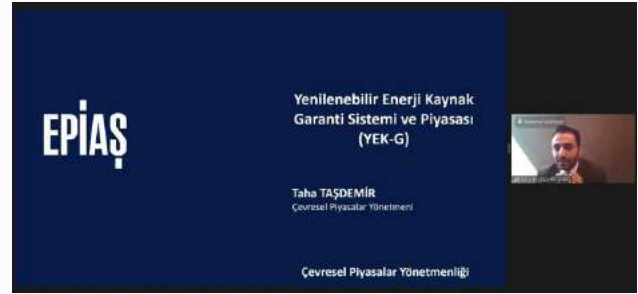 EPİAŞ
Yenilenebilir Enerji Kaynak
Garanti Sistemi ve Piyasası
(YEK-G)
Taha TAŞDEMİR
Çevresel Piyasalar Yönetmeni
Çevresel Piyasalar Yönetmenliği